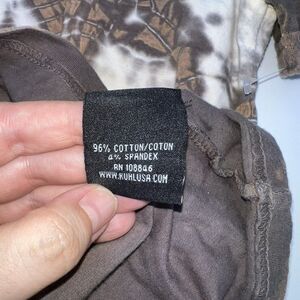 96% COTTON/COTON
4% SPANDEX
RN 108846
WWW.KUHLUSA.COM